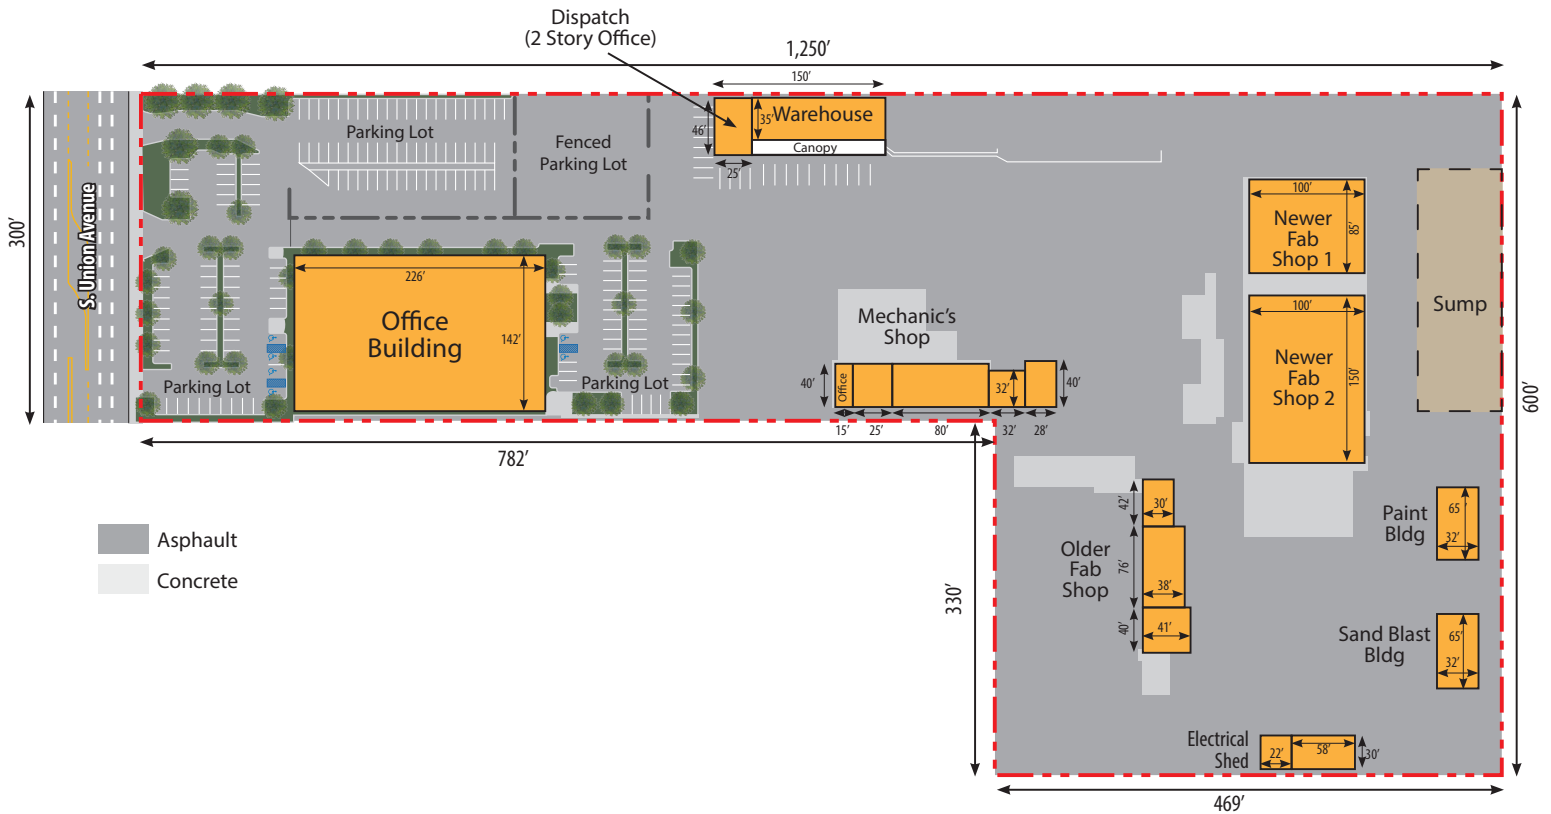 Dispatch
(2 Story Office)
1,250'
150'
Parking Lot
Fenced
Parking Lot
46'
35'
Warehouse
Canopy
25'
300'
S. Union Avenue
226'
Office
Building
142'
Parking Lot
Parking Lot
Mechanic's
Shop
40'
Office
32'
40'
15'
25'
80'
32'
28'
100'
Newer
Fab
Shop 1
85'
100'
Newer
Fab
Shop 2
150'
Sump
600'
782'
330'
Asphault
Concrete
42'
30'
Older
Fab
Shop
76'
38'
40'
41'
Paint
Bldg
65'
32'
Sand Blast
Bldg
65'
32'
Electrical
Shed
22'
58'
30'
469'